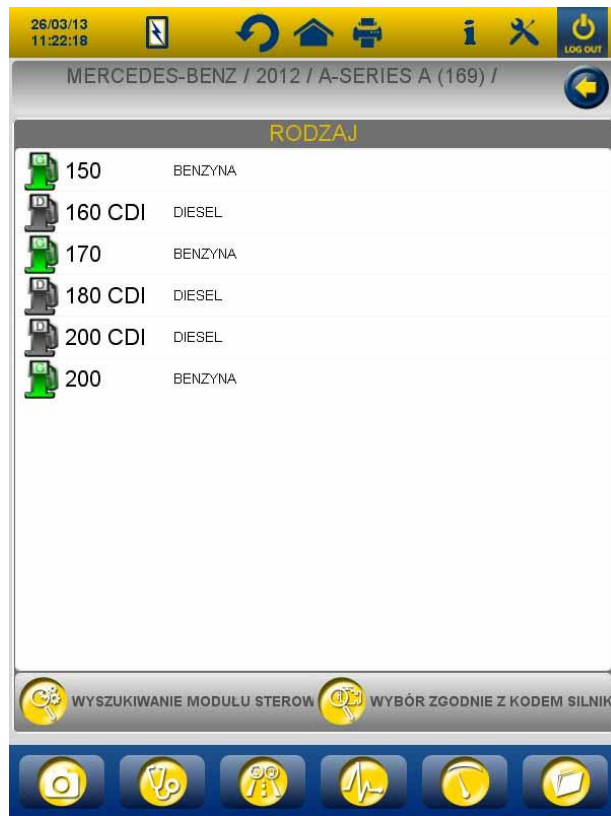 26/03/13
11:22:18
LOG OUT
MERCEDES-BENZ / 2012 / A-SERIES A (169) /
RODZAJ
150 BENZYNA
160 CDI DIESEL
170 BENZYNA
180 CDI DIESEL
200 CDI DIESEL
200 BENZYNA
WYSZUKIWANIE MODUŁU STEROW WYBÓR ZGODNIE Z KODEM SILNIK